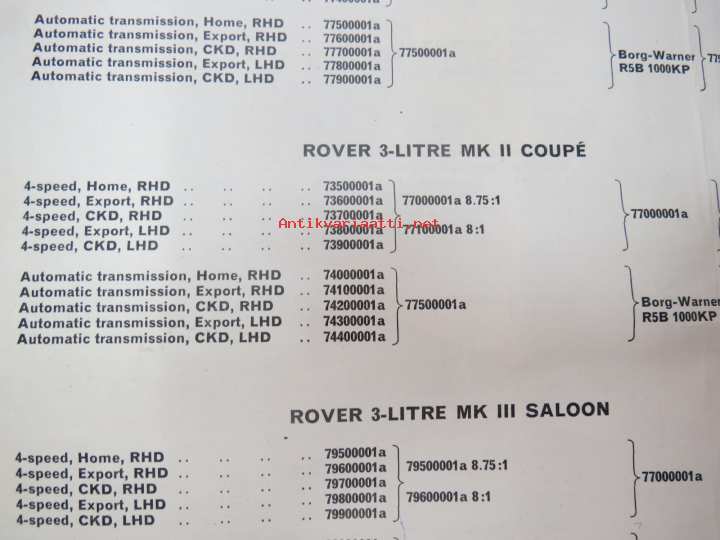 Automatic transmission, Home, RHD .. 77500001a
Automatic transmission, Export, RHD .. 77600001a
Automatic transmission, CKD, RHD .. 77700001a 77500001a Borg-Warner
Automatic transmission, Export, LHD .. 77800001a R5B 1000KP
Automatic transmission, CKD, LHD .. 77900001a
ROVER 3-LITRE MK II COUPÉ
4-speed, Home, RHD .. .. .. .. 73500001a
4-speed, Export, RHD .. .. .. .. 73600001a 77000001a 8.75:1
4-speed, CKD, RHD .. .. .. .. 73700001a 77000001a
Antikvariaatti.net
4-speed, Export, LHD .. .. .. .. 73800001a 77100001a 8:1
4-speed, CKD, LHD .. .. .. .. 73900001a
Automatic transmission, Home, RHD .. 74000001a
Automatic transmission, Export, RHD .. 74100001a
Automatic transmission, CKD, RHD .. 74200001a 77500001a Borg-Warner
Automatic transmission, Export, LHD .. 74300001a R5B 1000KP
Automatic transmission, CKD, LHD .. 74400001a
ROVER 3-LITRE MK III SALOON
4-speed, Home, RHD .. .. .. .. 79500001a
4-speed, Export, RHD .. .. .. .. 79600001a 79500001a 8.75:1
4-speed, CKD, RHD .. .. .. .. 79700001a 77000001a
4-speed, Export, LHD .. .. .. .. 79800001a 79600001a 8:1
4-speed, CKD, LHD .. .. .. .. 79900001a